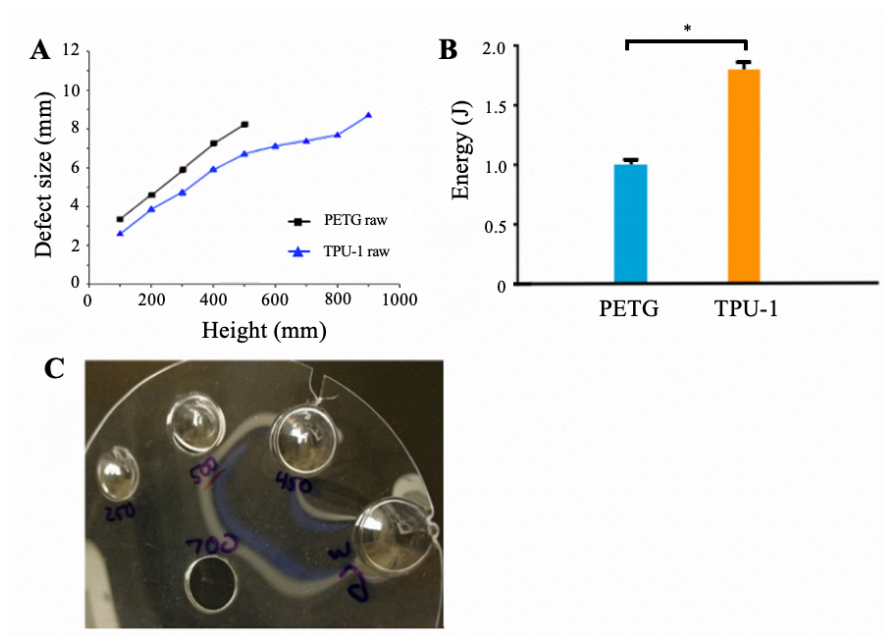 A
12
10
8
6
4
2
0
Defect size (mm)
0 200 400 600 800 1000
Height (mm)
PETG raw
TPU-1 raw
B
*
2.0
1.5
1.0
0.5
0
Energy (J)
PETG TPU-1
C
500
450
250
700